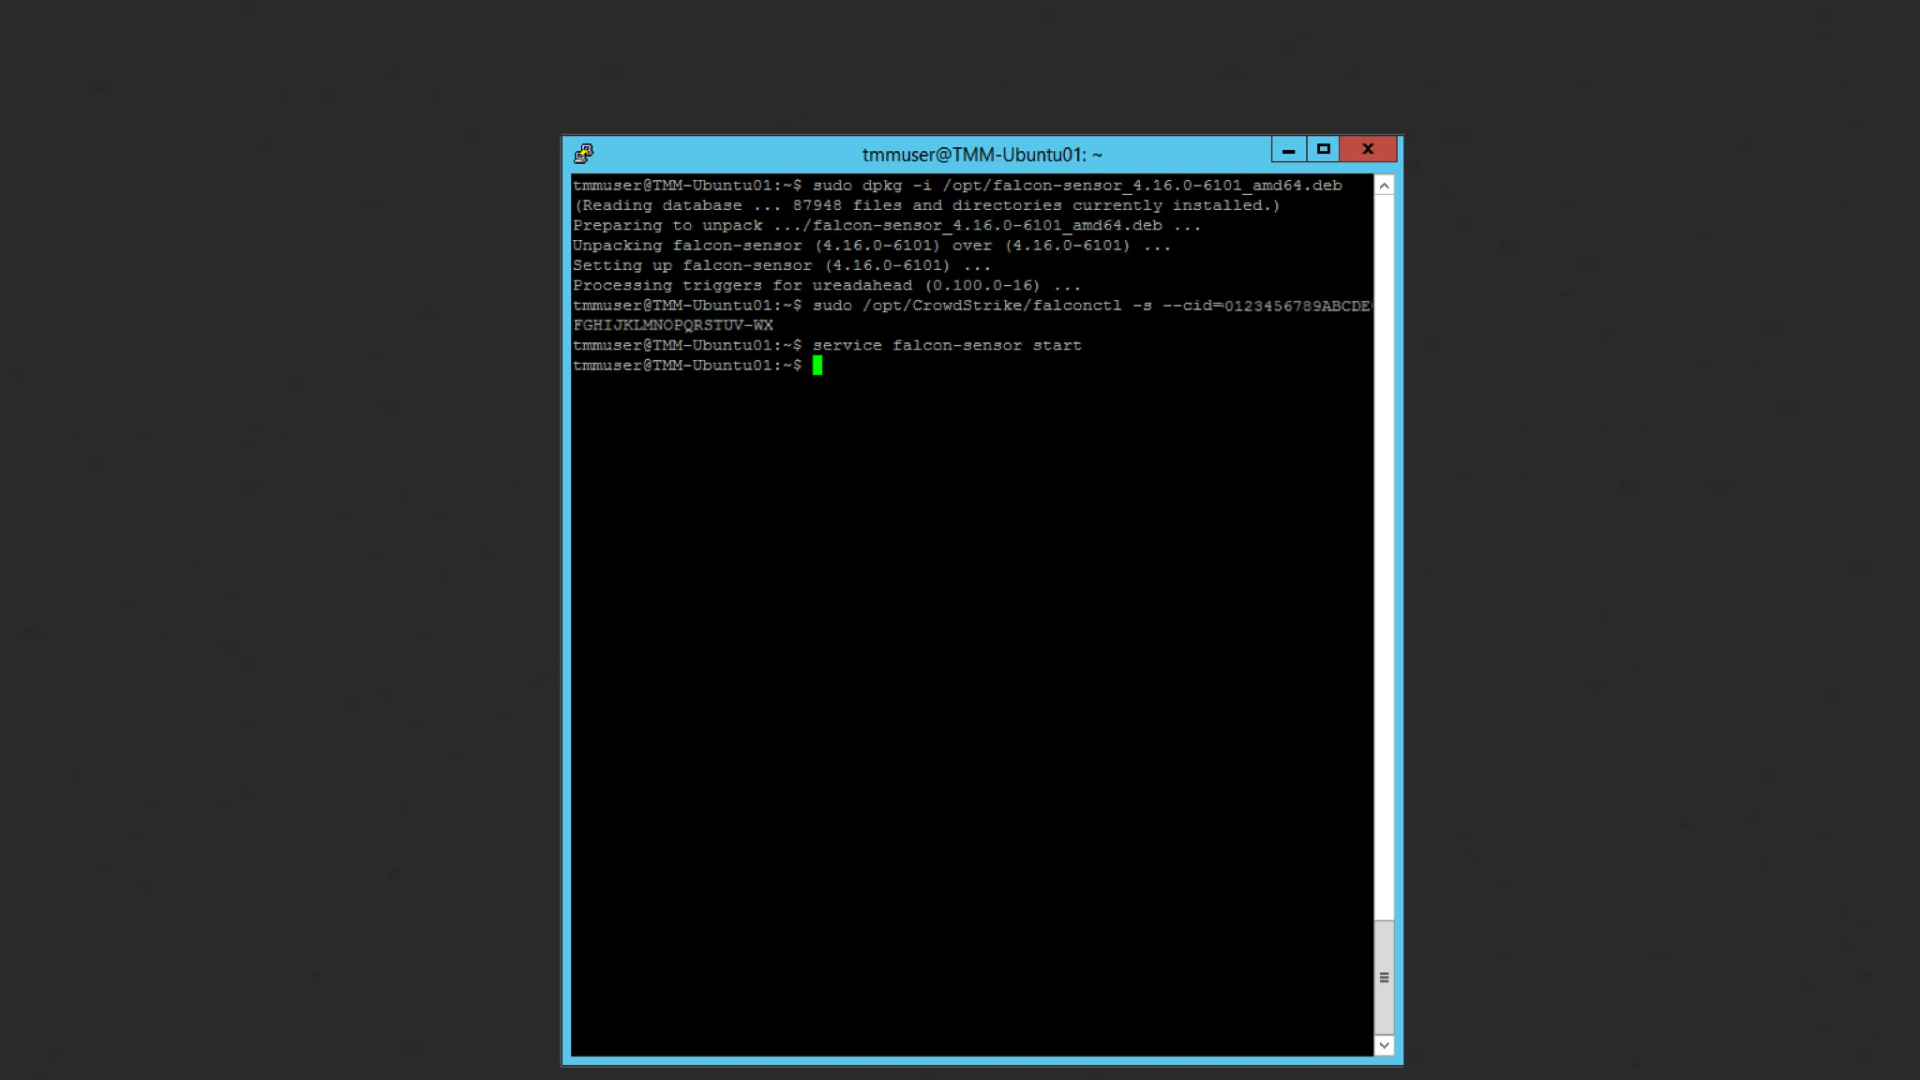 tmmuser@TMM-Ubuntu01: ~
tmmuser@TMM-Ubuntu01:~$ sudo dpkg -i /opt/falcon-sensor_4.16.0-6101_amd64.deb
(Reading database ... 87948 files and directories currently installed.)
Preparing to unpack .../falcon-sensor_4.16.0-6101_amd64.deb ...
Unpacking falcon-sensor (4.16.0-6101) over (4.16.0-6101) ...
Setting up falcon-sensor (4.16.0-6101) ...
Processing triggers for ureadahead (0.100.0-16) ...
tmmuser@TMM-Ubuntu01:~$ sudo /opt/CrowdStrike/falconctl -s --cid=0123456789ABCDE
FGHIJKLMNOPQRSTUV-WX
tmmuser@TMM-Ubuntu01:~$ service falcon-sensor start
tmmuser@TMM-Ubuntu01:~$